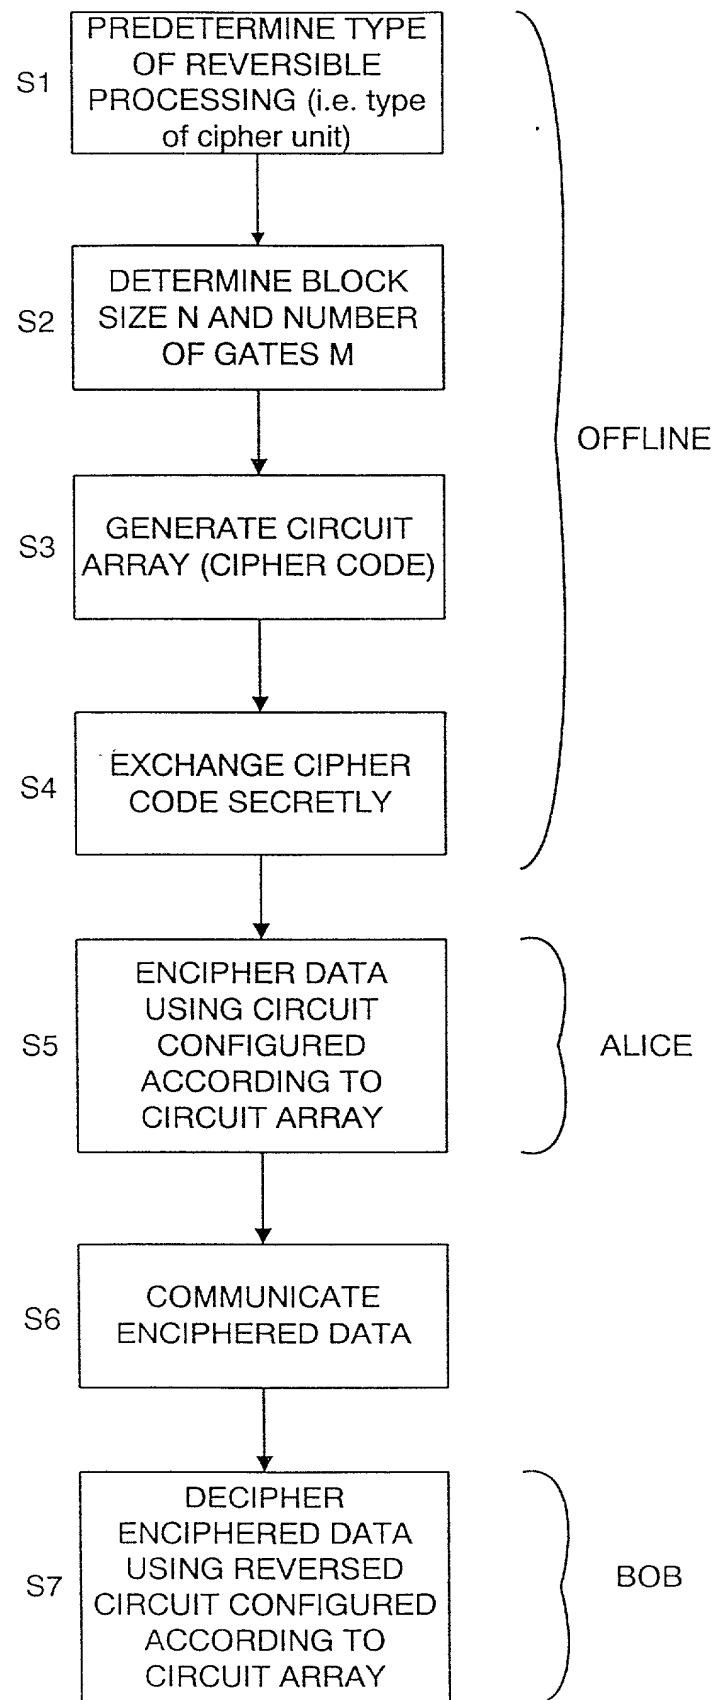 S1
PREDETERMINE TYPE
OF REVERSIBLE
PROCESSING (i.e. type
of cipher unit)
S2
DETERMINE BLOCK
SIZE N AND NUMBER
OF GATES M
OFFLINE
S3
GENERATE CIRCUIT
ARRAY (CIPHER CODE)
S4
EXCHANGE CIPHER
CODE SECRETLY
S5
ENCIPHER DATA
USING CIRCUIT
CONFIGURED
ACCORDING TO
CIRCUIT ARRAY
ALICE
S6
COMMUNICATE
ENCIPHERED DATA
S7
DECIPHER
ENCIPHERED DATA
USING REVERSED
CIRCUIT CONFIGURED
ACCORDING TO
CIRCUIT ARRAY
BOB